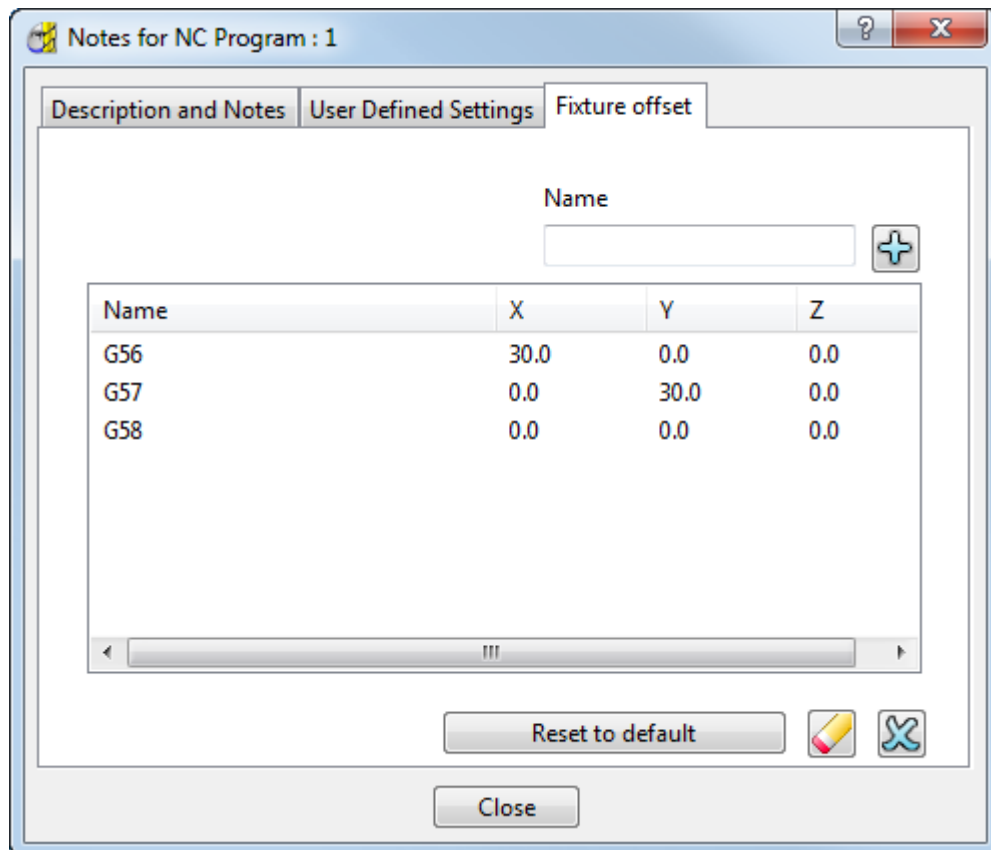 Notes for NC Program : 1
Description and Notes User Defined Settings Fixture offset
Name
Name X Y Z
G56 30.0 0.0 0.0
G57 0.0 30.0 0.0
G58 0.0 0.0 0.0
Reset to default
Close